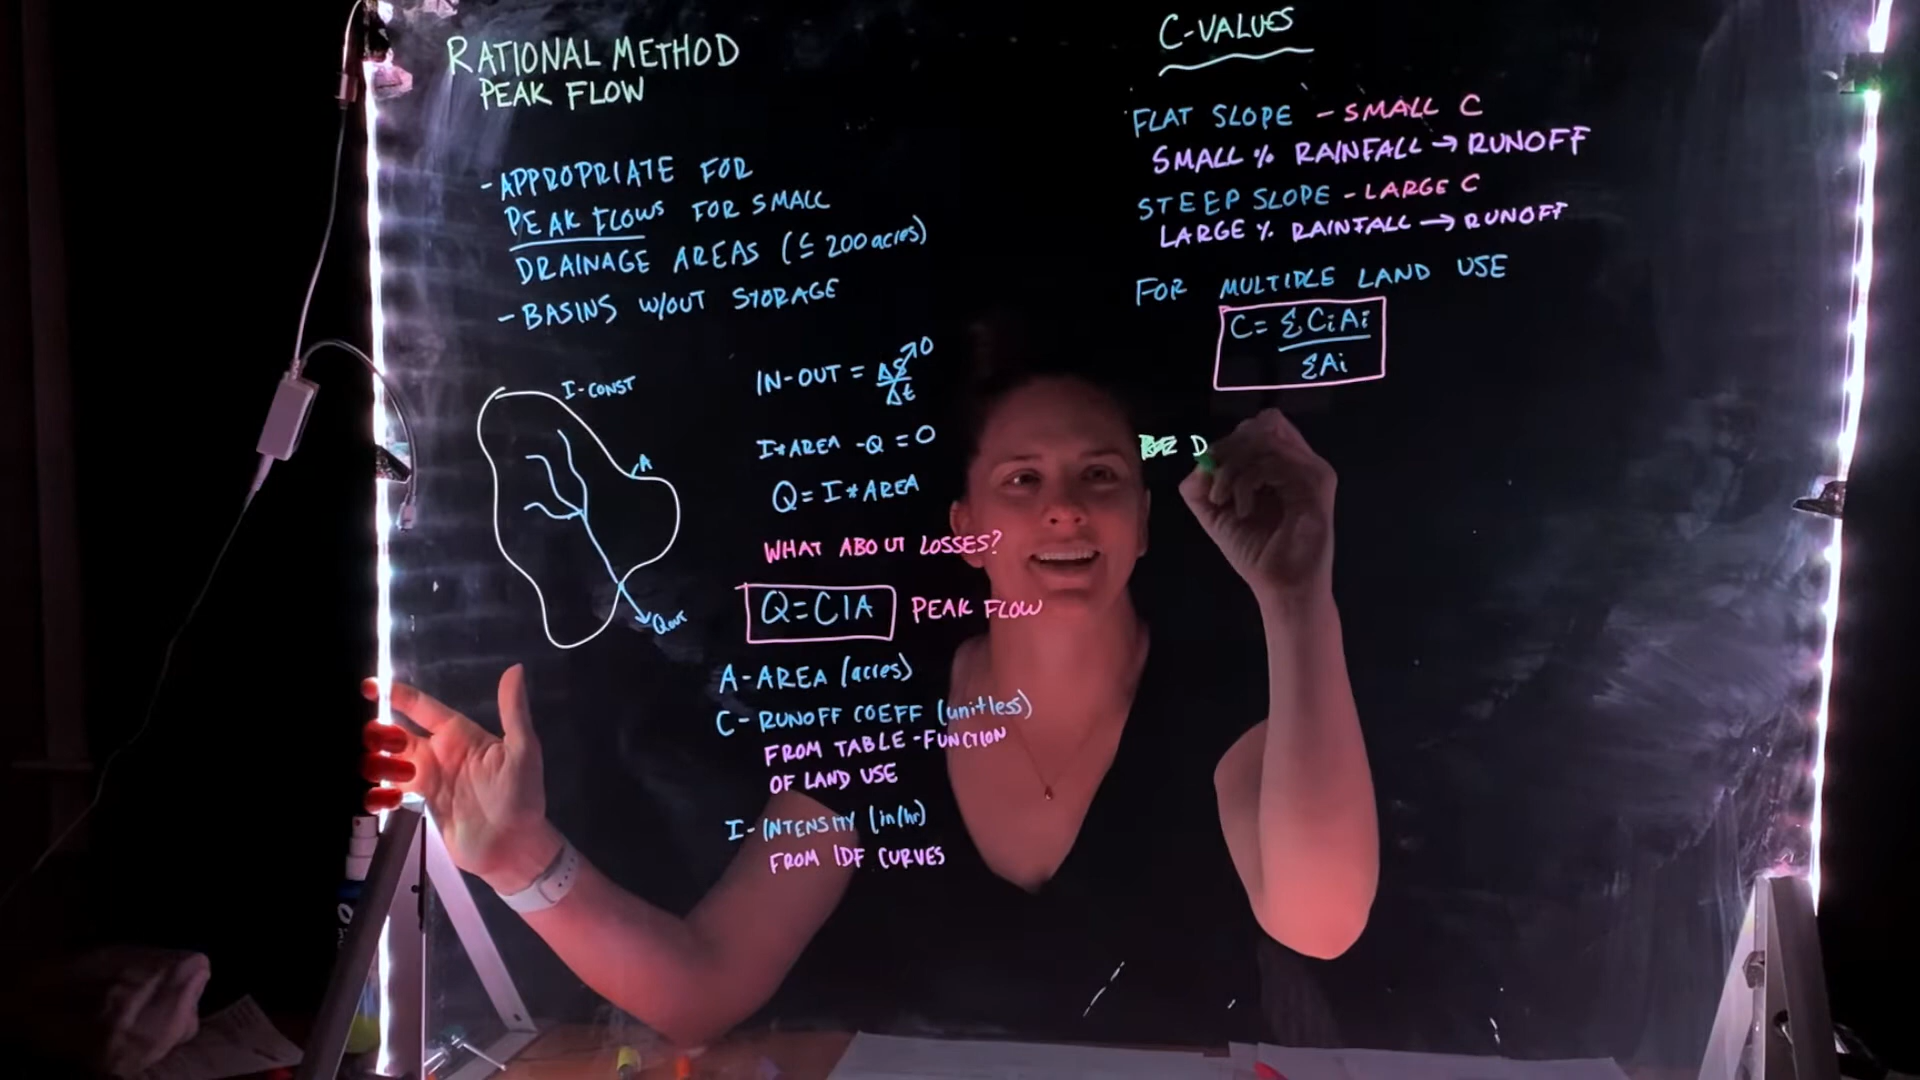 RATIONAL METHOD
PEAK FLOW
-APPROPRIATE FOR
PEAK FLOWS FOR SMALL
DRAINAGE AREAS (≤ 200 acres)
- BASINS W/OUT STORAGE
I-CONST
A
Qout
IN-OUT = ΔS/Δt → 0
I*AREA -Q = 0
Q = I*AREA
WHAT ABOUT LOSSES?
Q=CIA PEAK FLOW
A-AREA (acres)
C- RUNOFF COEFF (unitless)
FROM TABLE-FUNCTION
OF LAND USE
I- INTENSITY (in/hr)
FROM IDF CURVES
C-VALUES
FLAT SLOPE - SMALL C
SMALL % RAINFALL → RUNOFF
STEEP SLOPE - LARGE C
LARGE % RAINFALL → RUNOFF
FOR MULTIPLE LAND USE
C= ΣCiAi
ΣAi
D